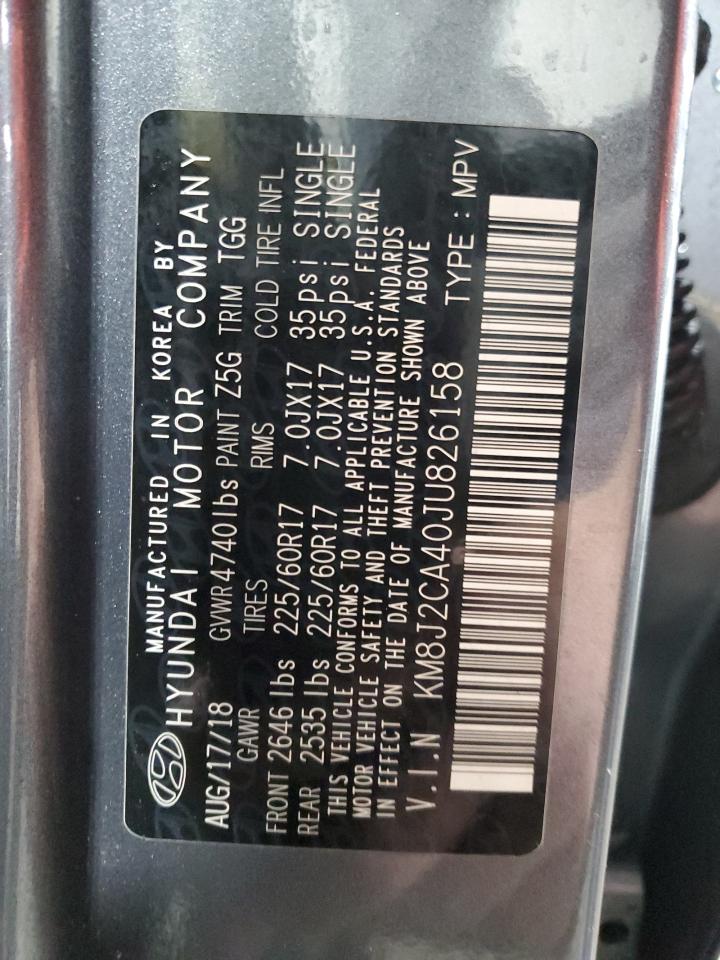 MANUFACTURED IN KOREA BY
HYUNDAI MOTOR COMPANY
AUG/17/18 GVWR 4740 lbs PAINT Z5G TRIM TGG
GAWR TIRES RIMS COLD TIRE INFL
FRONT 2646 lbs 225/60R17 7.0JX17 35psi SINGLE
REAR 2535 lbs 225/60R17 7.0JX17 35psi SINGLE
THIS VEHICLE CONFORMS TO ALL APPLICABLE U.S.A. FEDERAL
MOTOR VEHICLE SAFETY AND THEFT PREVENTION STANDARDS
IN EFFECT ON THE DATE OF MANUFACTURE SHOWN ABOVE
V.I.N KM8J2CA40JU826158 TYPE : MPV